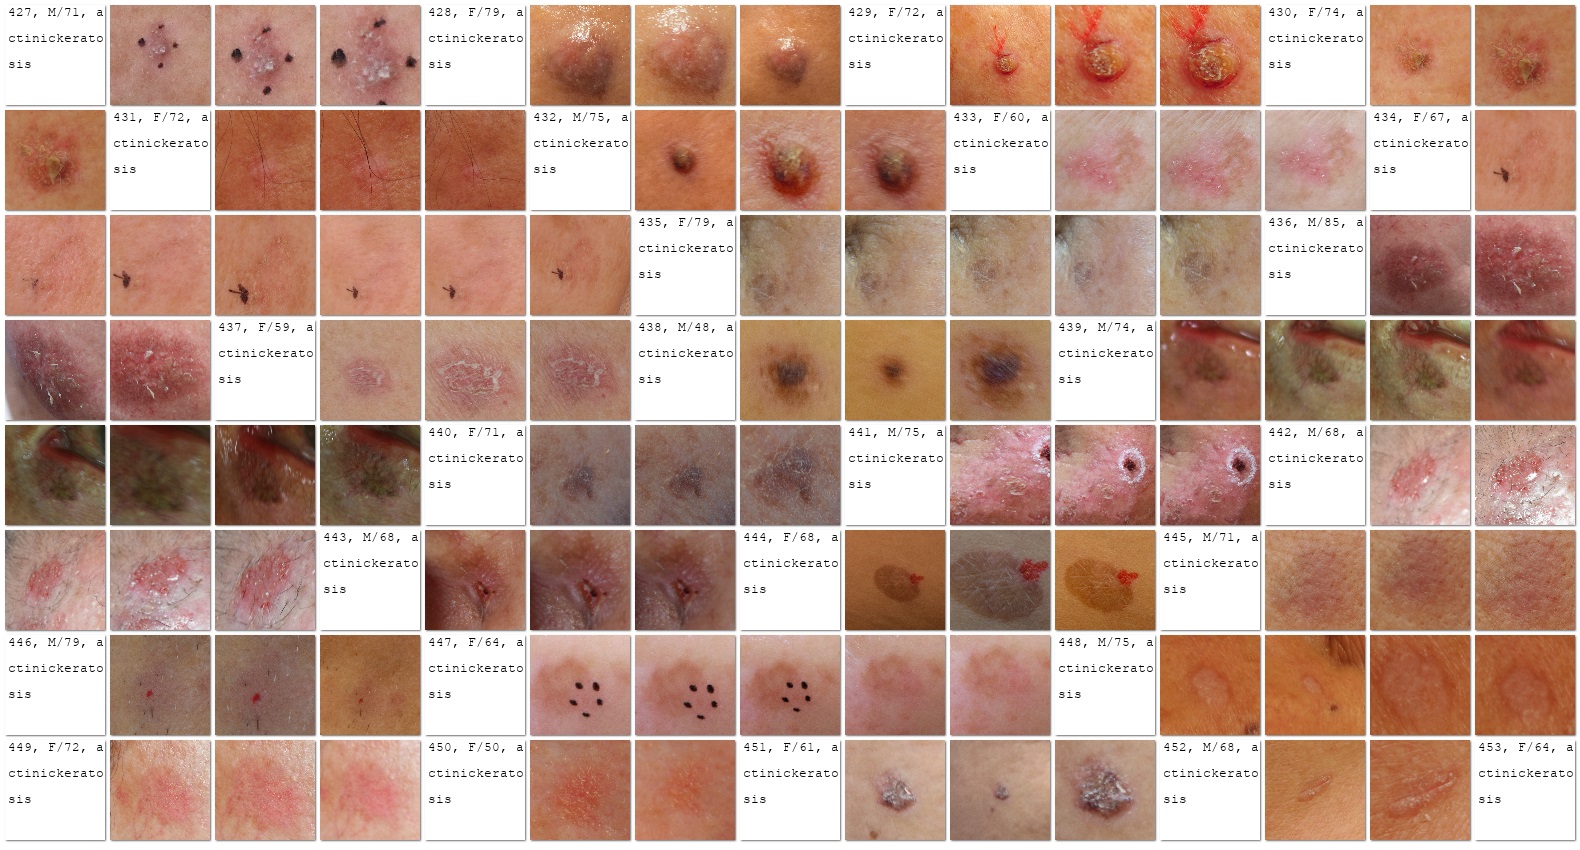 427, M/71, a
ctinickerato
sis
428, F/79, a
ctinickerato
sis
429, F/72, a
ctinickerato
sis
430, F/74, a
ctinickerato
sis
431, F/72, a
ctinickerato
sis
432, M/75, a
ctinickerato
sis
433, F/60, a
ctinickerato
sis
434, F/67, a
ctinickerato
sis
435, F/79, a
ctinickerato
sis
436, M/85, a
ctinickerato
sis
437, F/59, a
ctinickerato
sis
438, M/48, a
ctinickerato
sis
439, M/74, a
ctinickerato
sis
440, F/71, a
ctinickerato
sis
441, M/75, a
ctinickerato
sis
442, M/68, a
ctinickerato
sis
443, M/68, a
ctinickerato
sis
444, F/68, a
ctinickerato
sis
445, M/71, a
ctinickerato
sis
446, M/79, a
ctinickerato
sis
447, F/64, a
ctinickerato
sis
448, M/75, a
ctinickerato
sis
449, F/72, a
ctinickerato
sis
450, F/50, a
ctinickerato
sis
451, F/61, a
ctinickerato
sis
452, M/68, a
ctinickerato
sis
453, F/64, a
ctinickerato
sis